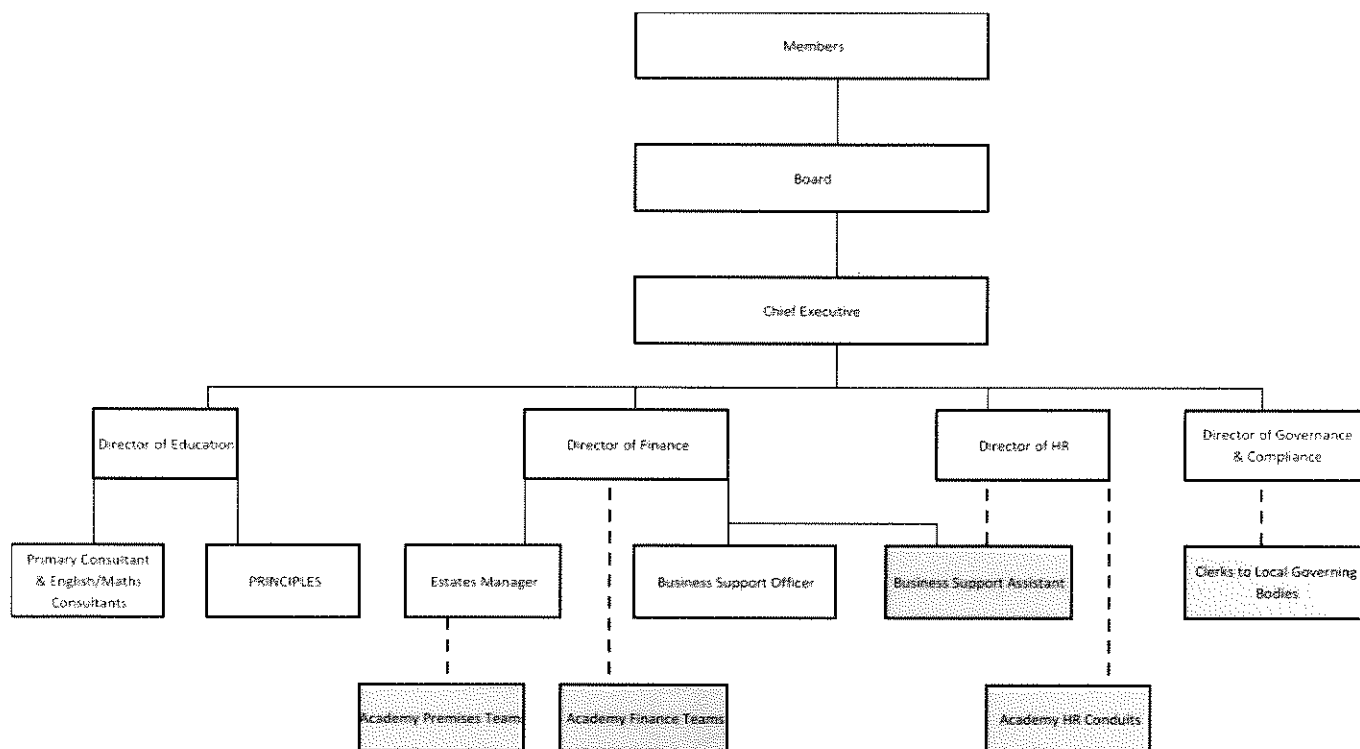 Members
Board
Chief Executive
Director of Education
Director of Finance
Director of HR
Director of Governance
& Compliance
Primary Consultant
& English/Maths
Consultants
PRINCIPLES
Estates Manager
Business Support Officer
Business Support Assistant
Clerks to Local Governing
Bodies
Academy Premises Team
Academy Finance Teams
Academy HR Conduits